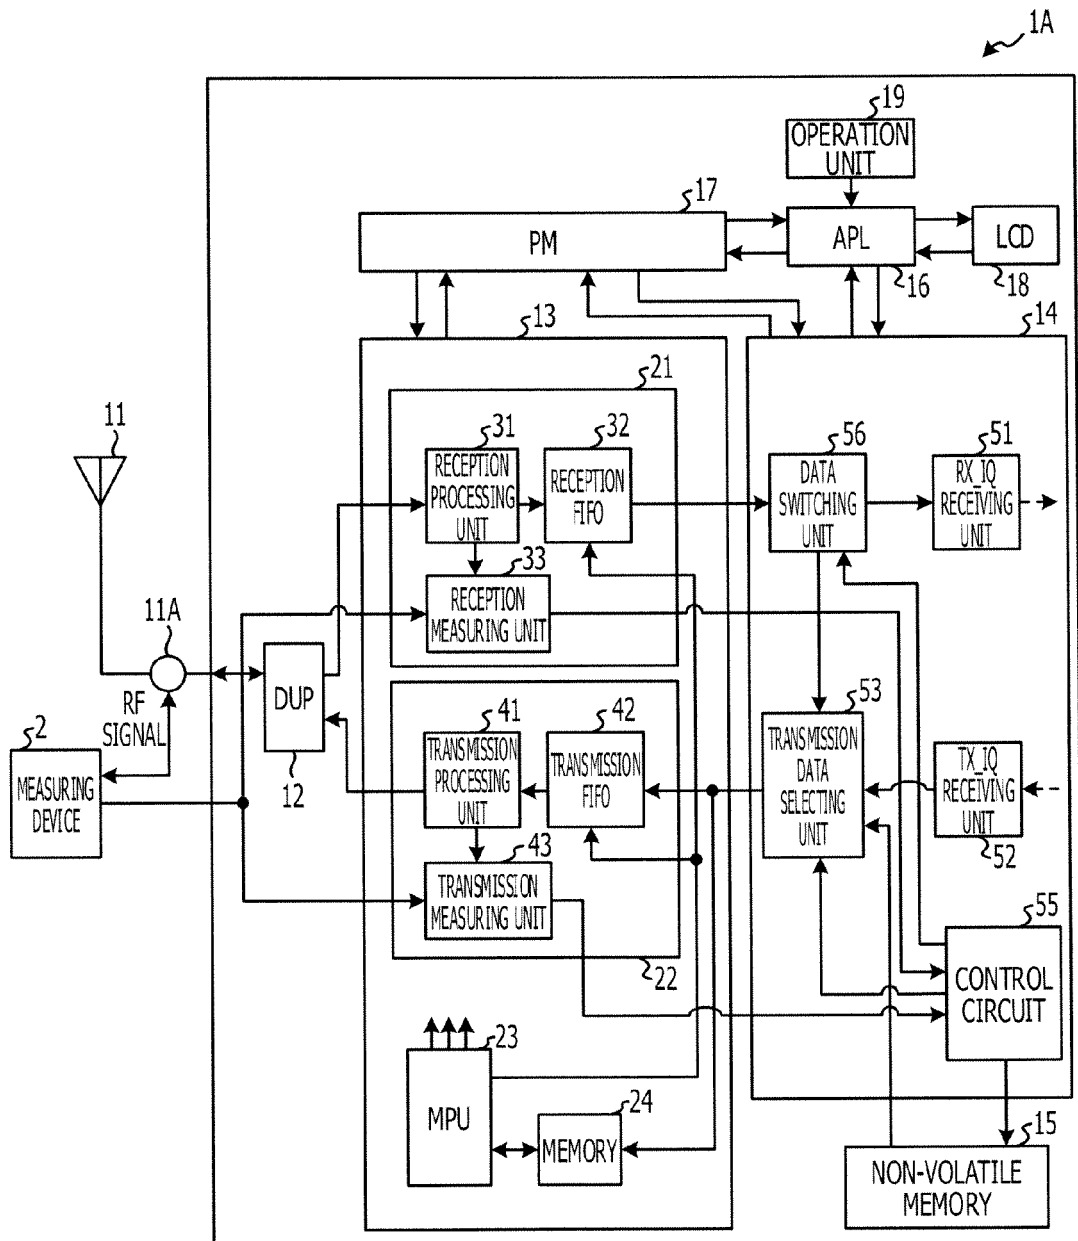 1A
19
OPERATION
UNIT
17
PM
APL
16
LCD
18
13
14
21
11
31
RECEPTION
PROCESSING
UNIT
32
RECEPTION
FIFO
56
DATA
SWITCHING
UNIT
51
RX_IQ
RECEIVING
UNIT
33
RECEPTION
MEASURING UNIT
11A
DUP
12
RF
SIGNAL
2
MEASURING
DEVICE
41
TRANSMISSION
PROCESSING
UNIT
42
TRANSMISSION
FIFO
53
TRANSMISSION
DATA
SELECTING
UNIT
TX_IQ
RECEIVING
UNIT
52
43
TRANSMISSION
MEASURING UNIT
22
55
CONTROL
CIRCUIT
23
MPU
24
MEMORY
15
NON-VOLATILE
MEMORY